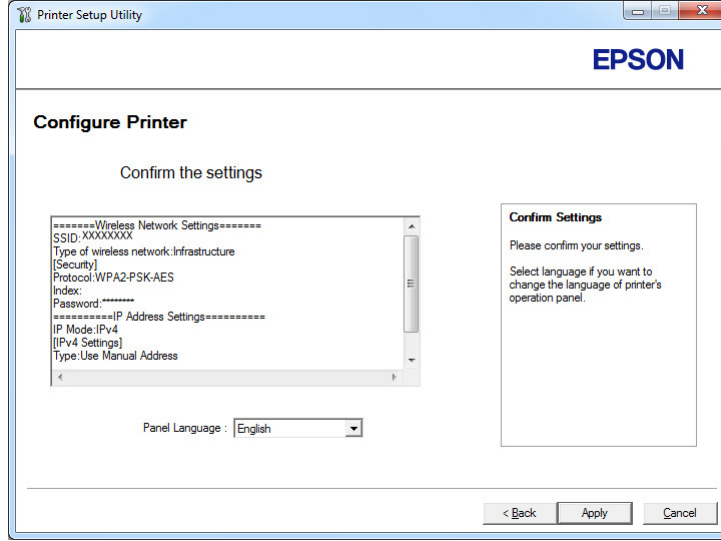 Printer Setup Utility
EPSON
Configure Printer
Confirm the settings
=======Wireless Network Settings=======
SSID:XXXXXXXX
Type of wireless network:Infrastructure
[Security]
Protocol:WPA2-PSK-AES
Index:
Password:********
==========IP Address Settings==========
IP Mode:IPv4
[IPv4 Settings]
Type:Use Manual Address
Panel Language : English
Confirm Settings
Please confirm your settings.
Select language if you want to
change the language of printer's
operation panel.
< Back
Apply
Cancel